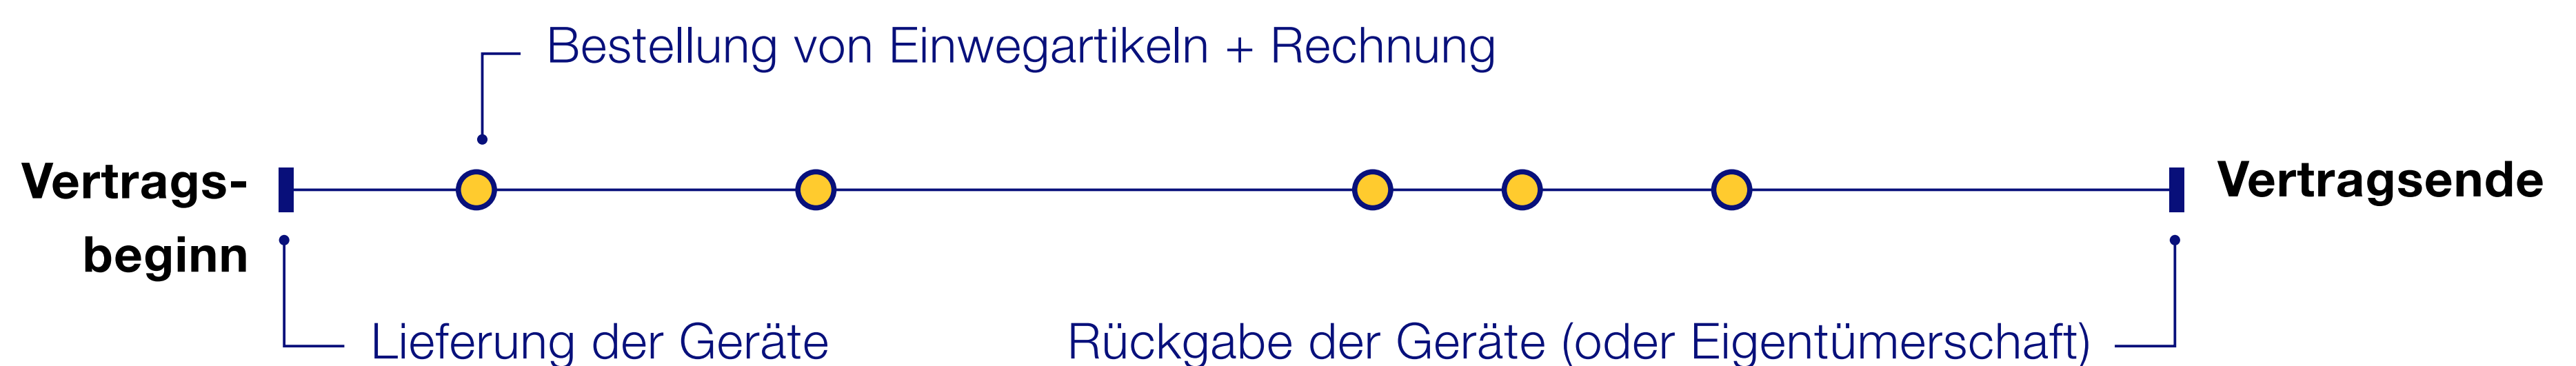 Bestellung von Einwegartikeln + Rechnung
Vertrags-
beginn
Vertragsende
Lieferung der Geräte
Rückgabe der Geräte (oder Eigentümerschaft)